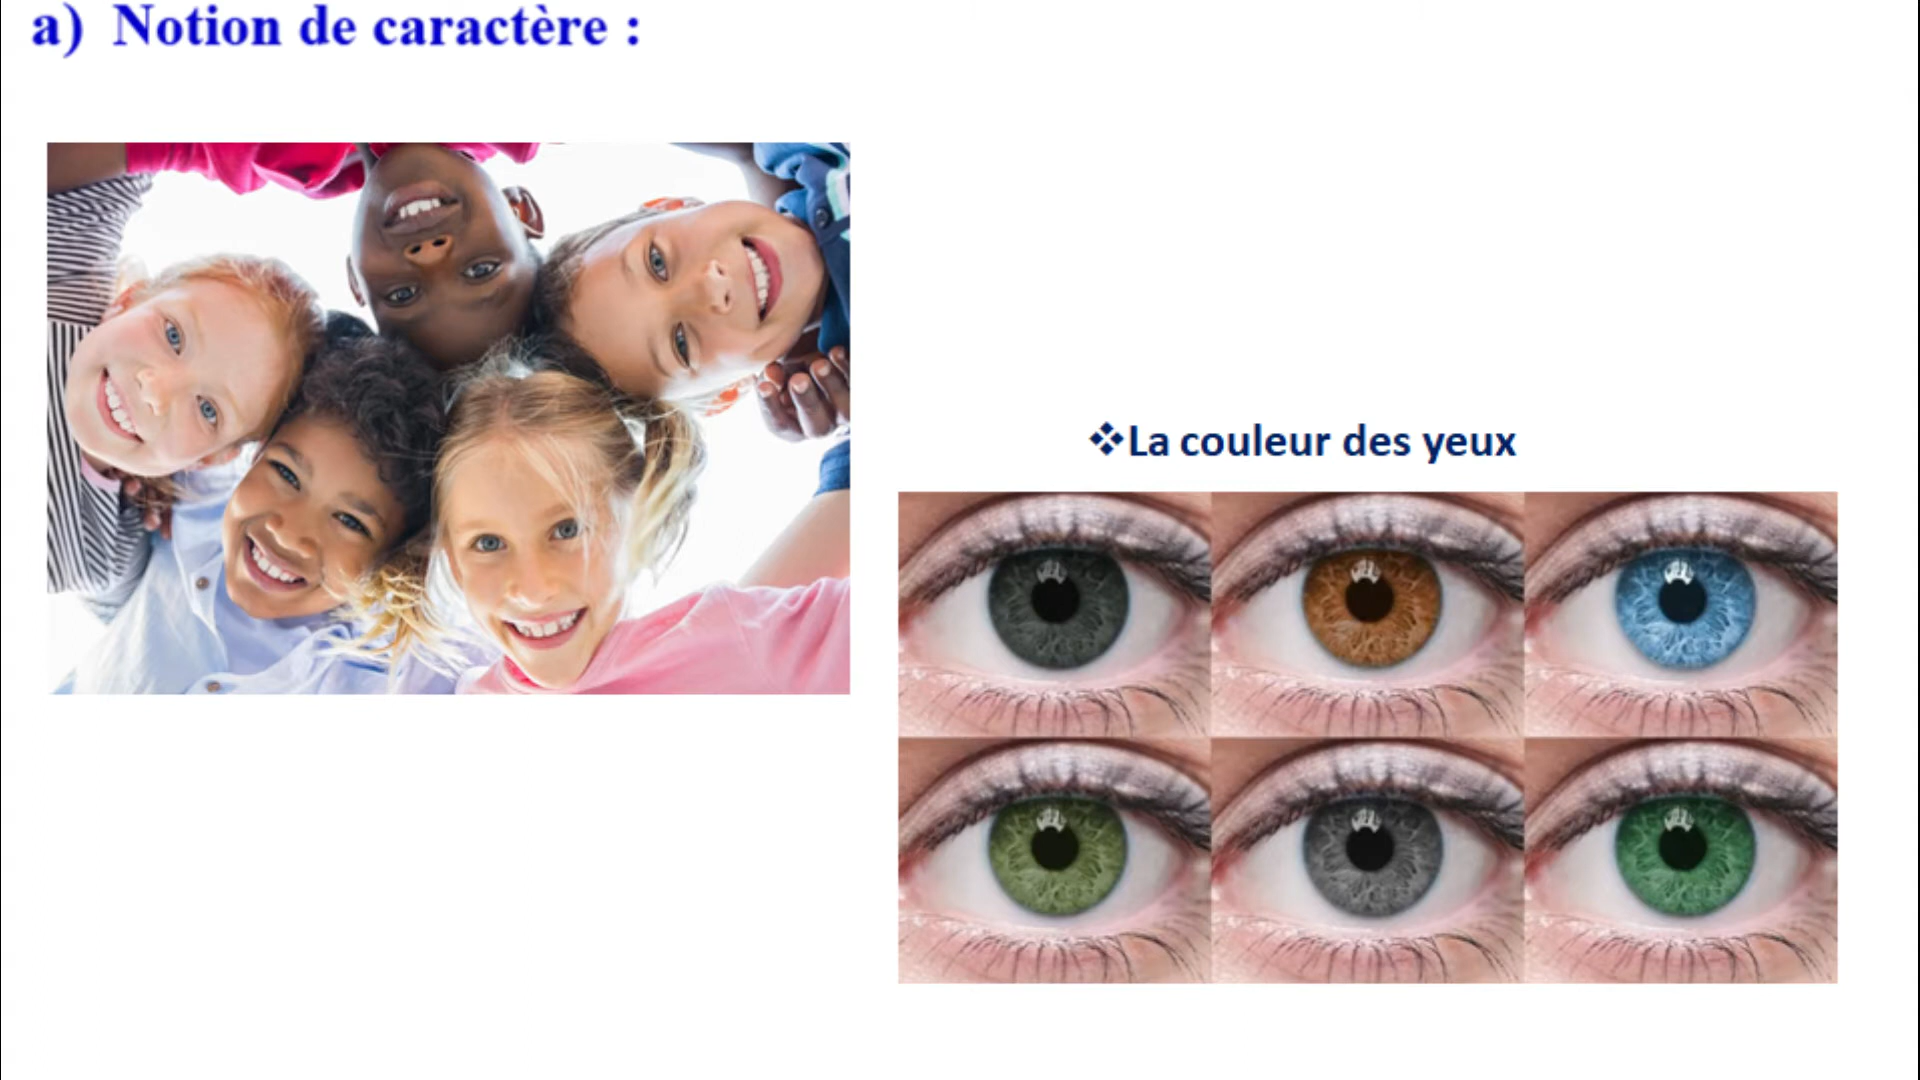 a) Notion de caractère :
❖La couleur des yeux